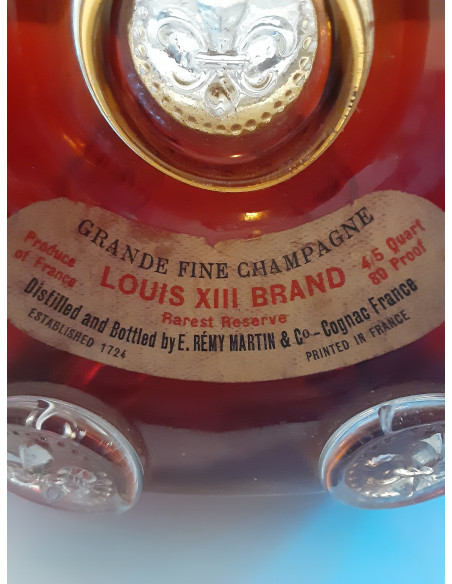 GRANDE FINE CHAMPAGNE
Produce
of France
LOUIS XIII BRAND
4/5 Quart
80 Proof
Rarest Reserve
Distilled and Bottled by E. RÉMY MARTIN & Co–Cognac France
ESTABLISHED 1724
PRINTED IN FRANCE